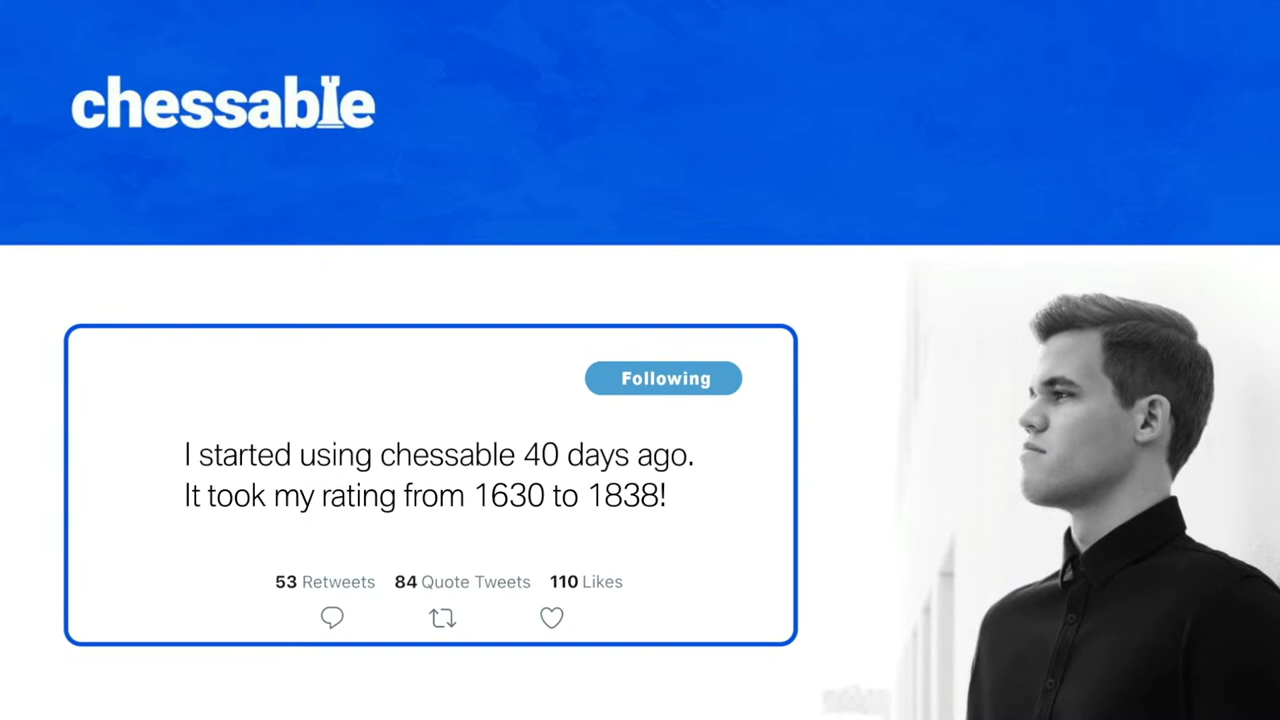 chessable
Following
I started using chessable 40 days ago.
It took my rating from 1630 to 1838!
53 Retweets 84 Quote Tweets 110 Likes